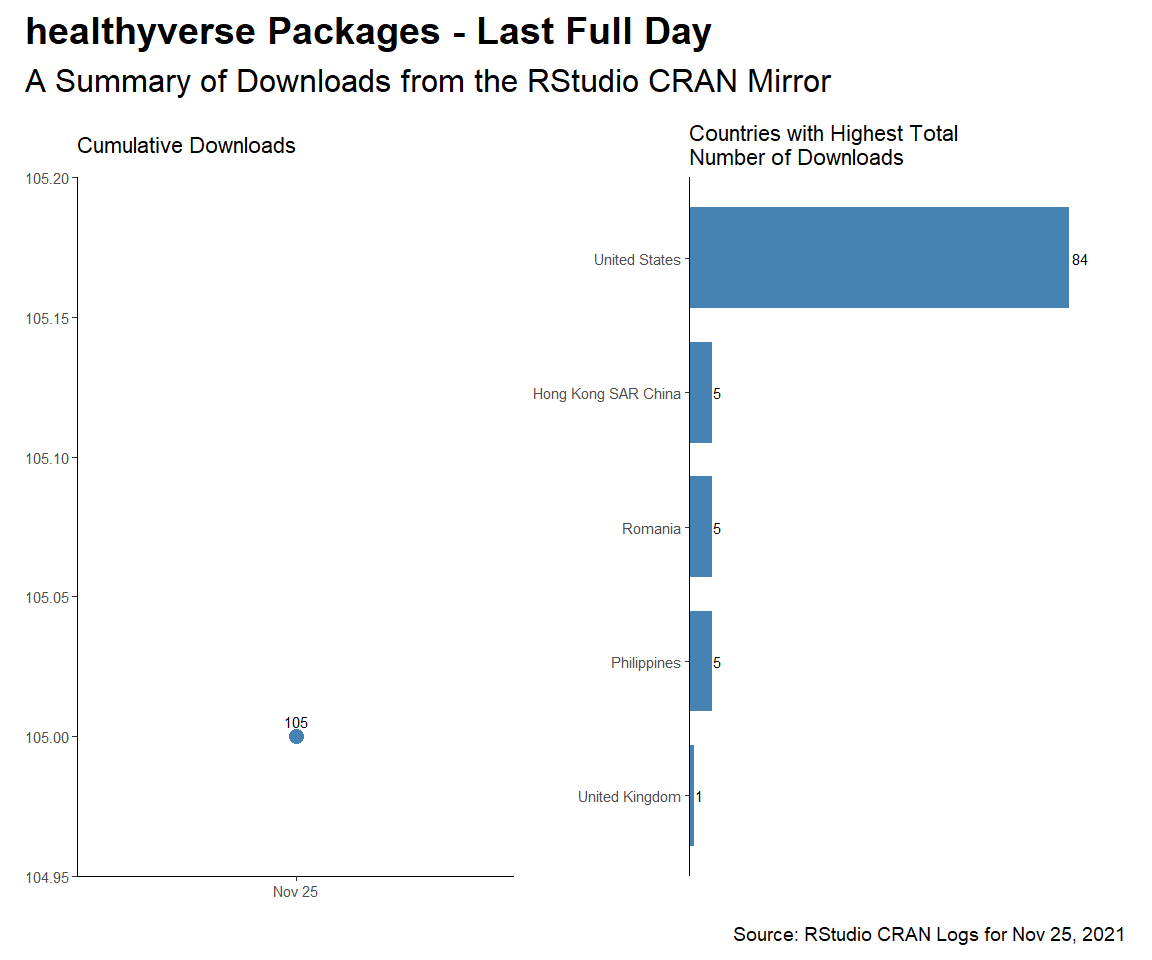 healthyverse Packages - Last Full Day
A Summary of Downloads from the RStudio CRAN Mirror
Cumulative Downloads
105.20
105.15
105.10
105.05
105.00
104.95
105
Nov 25
Countries with Highest Total
Number of Downloads
United States
84
Hong Kong SAR China
5
Romania
5
Philippines
5
United Kingdom
1
Source: RStudio CRAN Logs for Nov 25, 2021